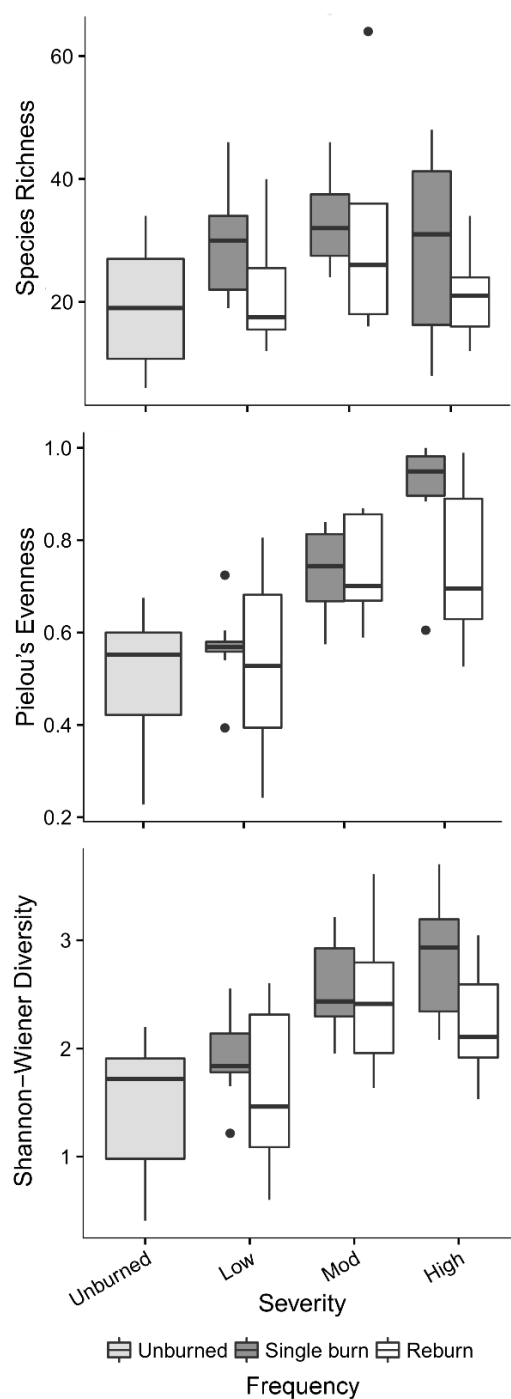 Species Richness
60
40
20
Pielou's Evenness
1.0
0.8
0.6
0.4
0.2
Shannon−Wiener Diversity
3
2
1
Unburned
Low
Mod
High
Severity
Unburned Single burn Reburn
Frequency